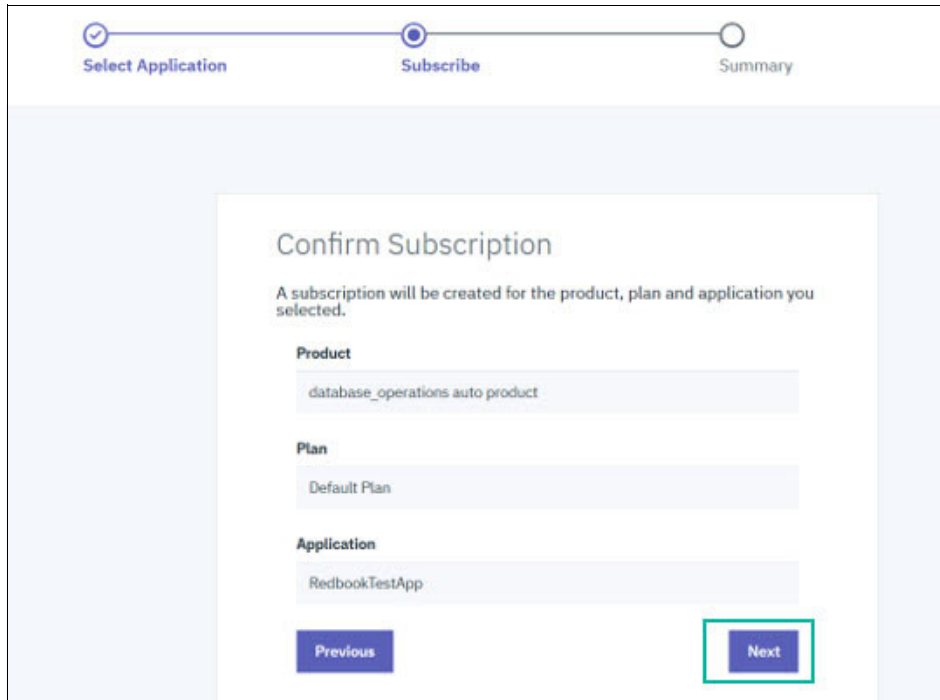 Select Application
Subscribe
Summary
Confirm Subscription
A subscription will be created for the product, plan and application you
selected.
Product
database_operations auto product
Plan
Default Plan
Application
RedbookTestApp
Previous
Next